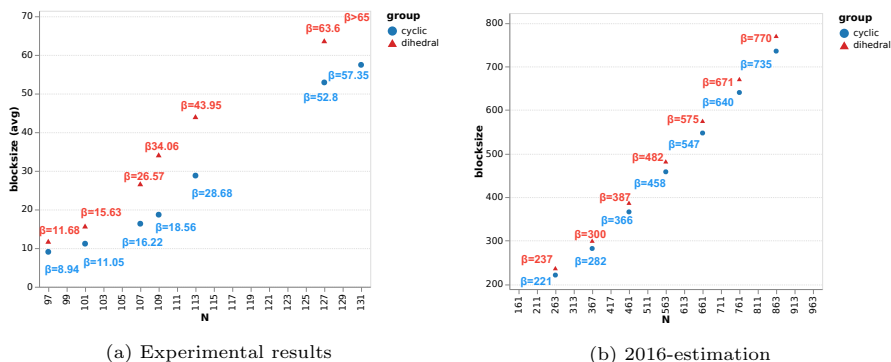 70
60
50
40
30
20
10
0
blocksize (avg)
β=11.68
β=8.94
β=15.63
β=11.05
β=26.57
β=16.22
β34.06
β=18.56
β=43.95
β=28.68
β=63.6
β=52.8
β>65
β=57.35
97
99
101
103
105
107
109
111
113
115
117
119
121
123
125
127
129
131
N
group
cyclic
dihedral
(a) Experimental results
800
700
600
500
400
300
200
blocksize
β=237
β=221
β=300
β=282
β=387
β=366
β=482
β=458
β=575
β=547
β=671
β=640
β=770
β=735
161
211
263
313
367
411
461
511
563
613
661
711
761
811
863
913
963
N
group
cyclic
dihedral
(b) 2016-estimation